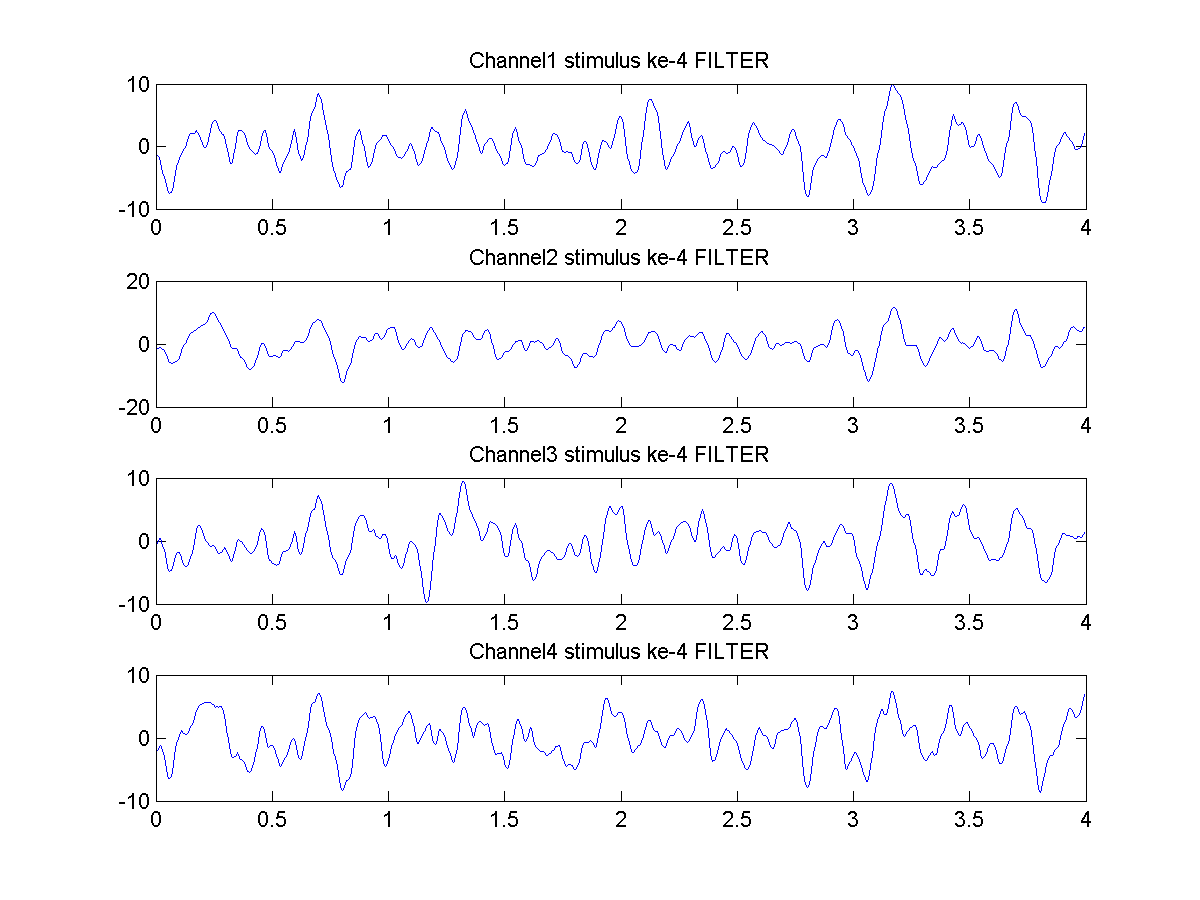 Channel1 stimulus ke-4 FILTER
10
0
-10
0 0.5 1 1.5 2 2.5 3 3.5 4
Channel2 stimulus ke-4 FILTER
20
0
-20
0 0.5 1 1.5 2 2.5 3 3.5 4
Channel3 stimulus ke-4 FILTER
10
0
-10
0 0.5 1 1.5 2 2.5 3 3.5 4
Channel4 stimulus ke-4 FILTER
10
0
-10
0 0.5 1 1.5 2 2.5 3 3.5 4